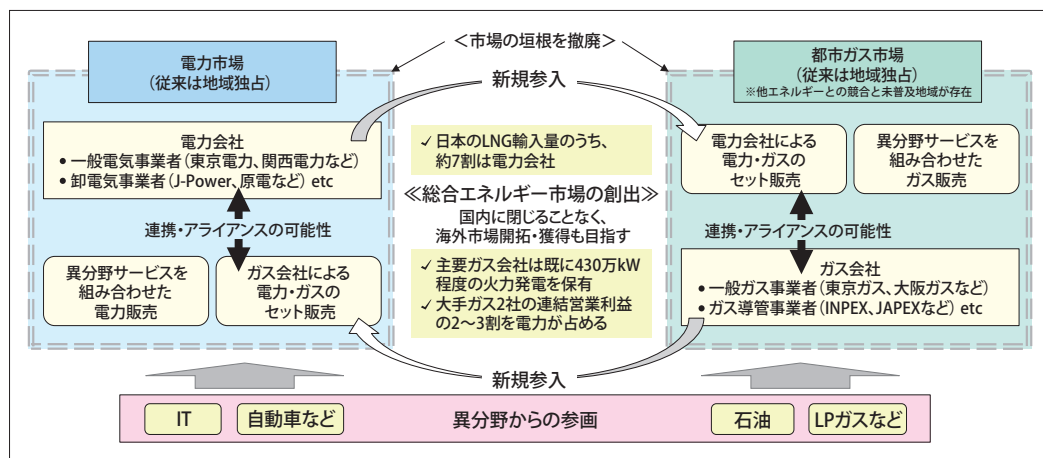 ＜市場の垣根を撤廃＞
電力市場
（従来は地域独占）
新規参入
都市ガス市場
（従来は地域独占）
※他エネルギーとの競合と未普及地域が存在
電力会社
• 一般電気事業者（東京電力、関西電力など）
• 卸電気事業者（J-Power、原電など） etc
連携・アライアンスの可能性
異分野サービスを
組み合わせた
電力販売
ガス会社による
電力・ガスの
セット販売
✓ 日本のLNG輸入量のうち、
約7割は電力会社
≪総合エネルギー市場の創出≫
国内に閉じることなく、
海外市場開拓・獲得も目指す
✓ 主要ガス会社は既に430万kW
程度の火力発電を保有
✓ 大手ガス2社の連結営業利益
の2〜3割を電力が占める
電力会社による
電力・ガスの
セット販売
異分野サービスを
組み合わせた
ガス販売
連携・アライアンスの可能性
ガス会社
• 一般ガス事業者（東京ガス、大阪ガスなど）
• ガス導管事業者（INPEX、JAPEXなど） etc
新規参入
IT
自動車など
異分野からの参画
石油
LPガスなど